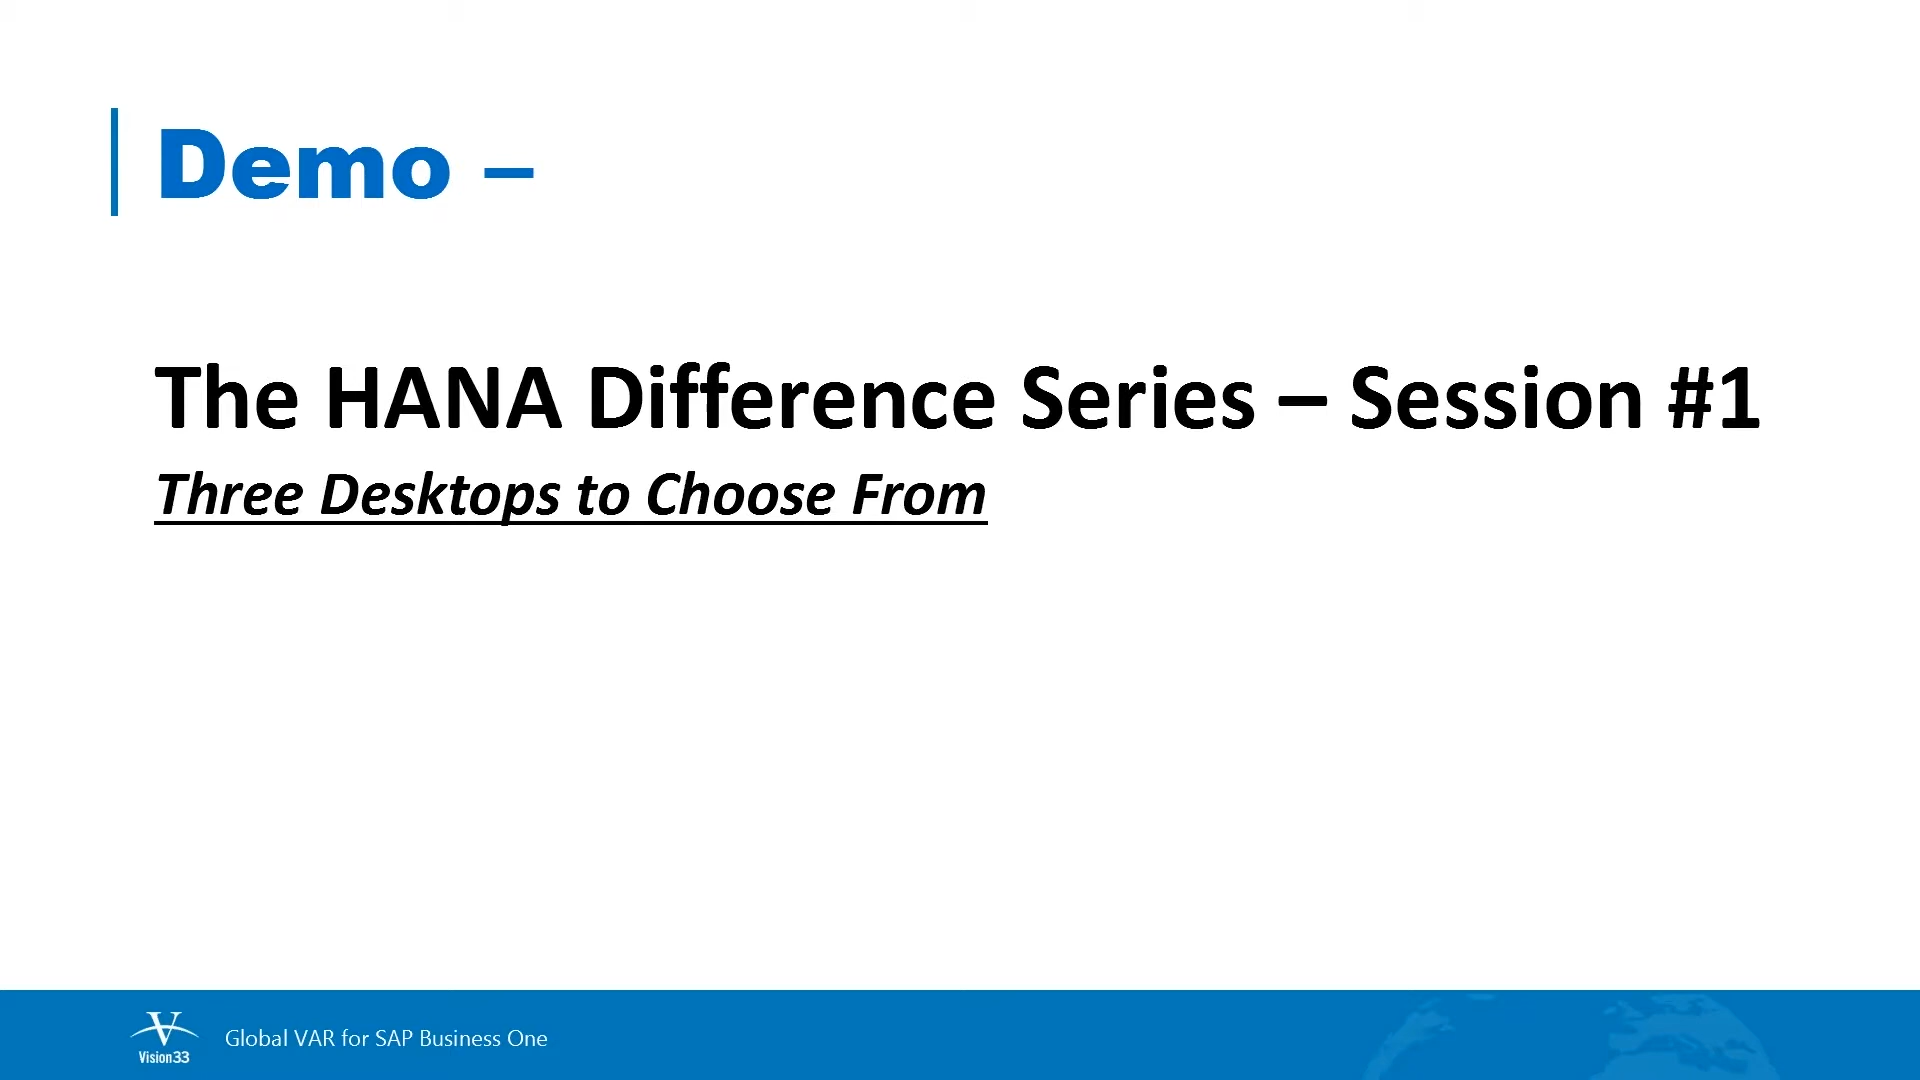 Demo –
The HANA Difference Series – Session #1
Three Desktops to Choose From
V
Vision33
Global VAR for SAP Business One